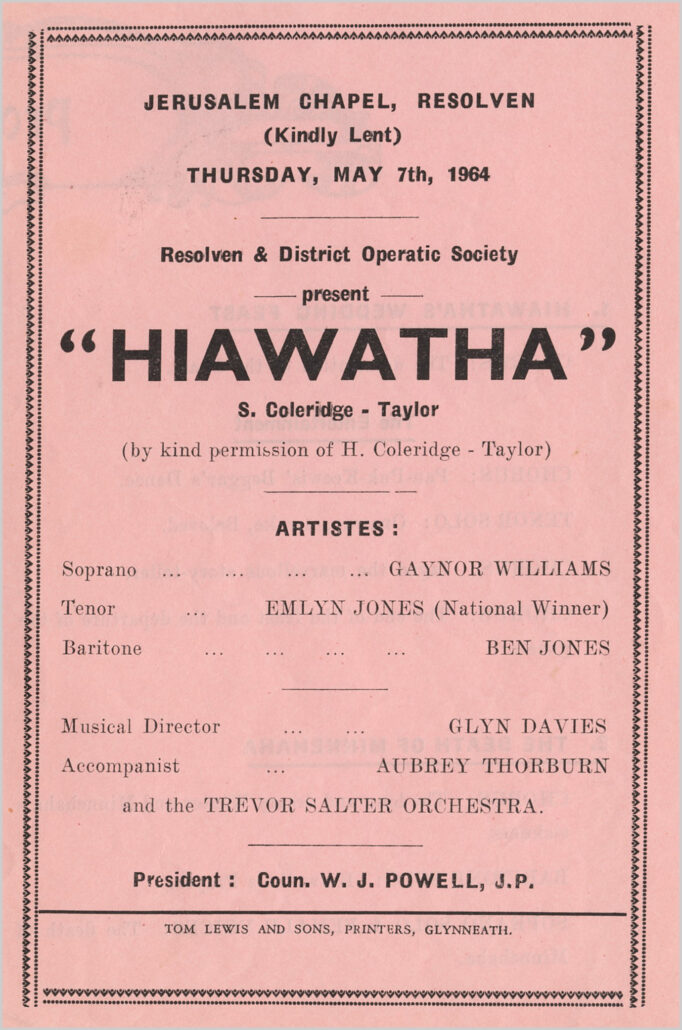 JERUSALEM CHAPEL, RESOLVEN
(Kindly Lent)
THURSDAY, MAY 7th, 1964
Resolven & District Operatic Society
present
“HIAWATHA”
S. Coleridge - Taylor
(by kind permission of H. Coleridge - Taylor)
ARTISTES :
Soprano ... ... ... ... GAYNOR WILLIAMS
Tenor ... EMLYN JONES (National Winner)
Baritone ... ... ... ... BEN JONES
Musical Director ... ... GLYN DAVIES
Accompanist ... AUBREY THORBURN
and the TREVOR SALTER ORCHESTRA.
President : Coun. W. J. POWELL, J.P.
TOM LEWIS AND SONS, PRINTERS, GLYNNEATH.